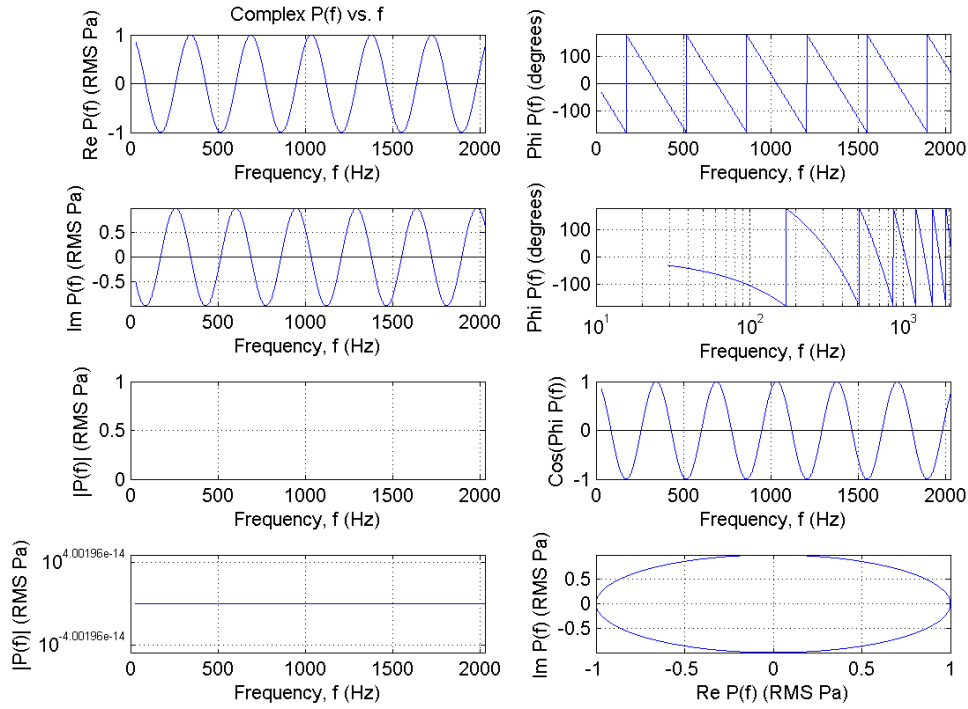 Complex P(f) vs. f
1
0
-1
Re P(f) (RMS Pa)
0 500 1000 1500 2000
Frequency, f (Hz)
100
0
-100
Phi P(f) (degrees)
0 500 1000 1500 2000
Frequency, f (Hz)
0.5
0
-0.5
Im P(f) (RMS Pa)
0 500 1000 1500 2000
Frequency, f (Hz)
100
0
-100
Phi P(f) (degrees)
10^1 10^2 10^3
Frequency, f (Hz)
1
0.5
0
|P(f)| (RMS Pa)
0 500 1000 1500 2000
Frequency, f (Hz)
1
0
-1
Cos(Phi P(f))
0 500 1000 1500 2000
Frequency, f (Hz)
10^4.00196e-14
10^-4.00196e-14
|P(f)| (RMS Pa)
0 500 1000 1500 2000
Frequency, f (Hz)
0.5
0
-0.5
Im P(f) (RMS Pa)
-1 -0.5 0 0.5 1
Re P(f) (RMS Pa)